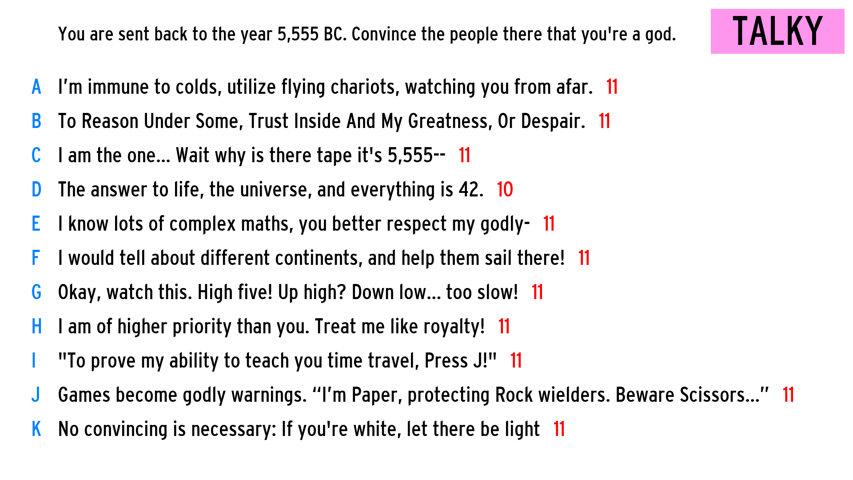 You are sent back to the year 5,555 BC. Convince the people there that you're a god.
TALKY
A I'm immune to colds, utilize flying chariots, watching you from afar. 11
B To Reason Under Some, Trust Inside And My Greatness, Or Despair. 11
C I am the one... Wait why is there tape it's 5,555-- 11
D The answer to life, the universe, and everything is 42. 10
E I know lots of complex maths, you better respect my godly- 11
F I would tell about different continents, and help them sail there! 11
G Okay, watch this. High five! Up high? Down low... too slow! 11
H I am of higher priority than you. Treat me like royalty! 11
I "To prove my ability to teach you time travel, Press J!" 11
J Games become godly warnings. “I'm Paper, protecting Rock wielders. Beware Scissors...” 11
K No convincing is necessary: If you're white, let there be light 11